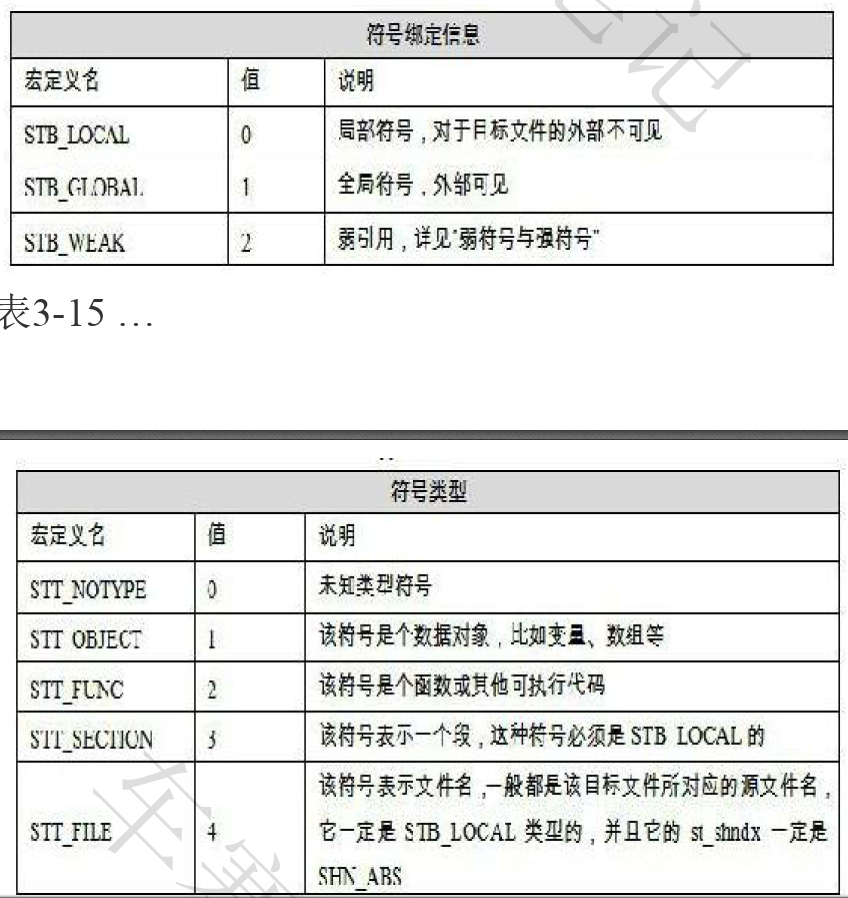 符号绑定信息
宏定义名 值 说明
STB_LOCAL 0 局部符号，对于目标文件的外部不可见
STB_GLOBAL 1 全局符号，外部可见
STB_WEAK 2 弱引用，详见"弱符号与强符号"
表3-15 …
符号类型
宏定义名 值 说明
STT_NOTYPE 0 未知类型符号
STT_OBJECT 1 该符号是个数据对象，比如变量、数组等
STT_FUNC 2 该符号是个函数或其他可执行代码
STT_SECTION 3 该符号表示一个段，这种符号必须是 STB_LOCAL 的
该符号表示文件名，一般都是该目标文件所对应的源文件名，
STT_FILE 4 它一定是 STB_LOCAL 类型的，并且它的 st_shndx 一定是
SHN_ABS